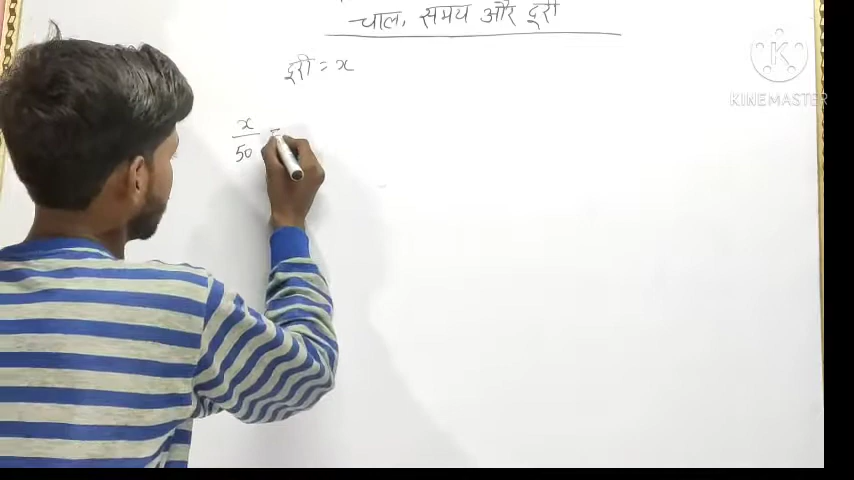 चाल, समय और दूरी
दूरी = x
x
50
K
KINEMASTER